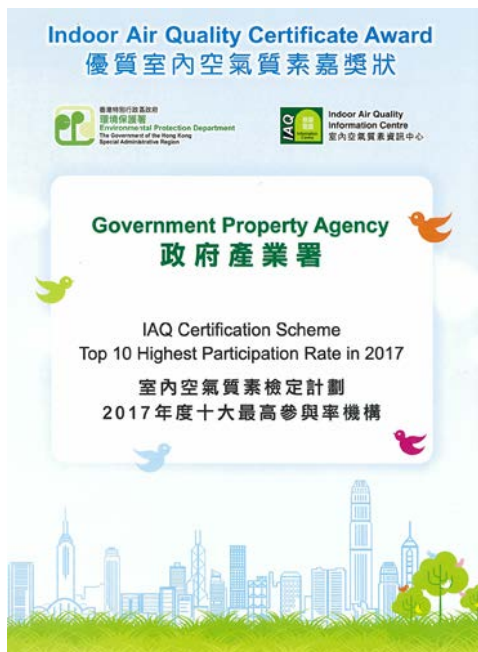 Indoor Air Quality Certificate Award
優質室內空氣質素嘉獎狀
香港特別行政區政府
環境保護署
Environmental Protection Department
The Government of the Hong Kong
Special Administrative Region
IAQ
Information
Centre
Indoor Air Quality
Information Centre
室內空氣質素資訊中心
Government Property Agency
政府產業署
IAQ Certification Scheme
Top 10 Highest Participation Rate in 2017
室內空氣質素檢定計劃
2017年度十大最高參與率機構